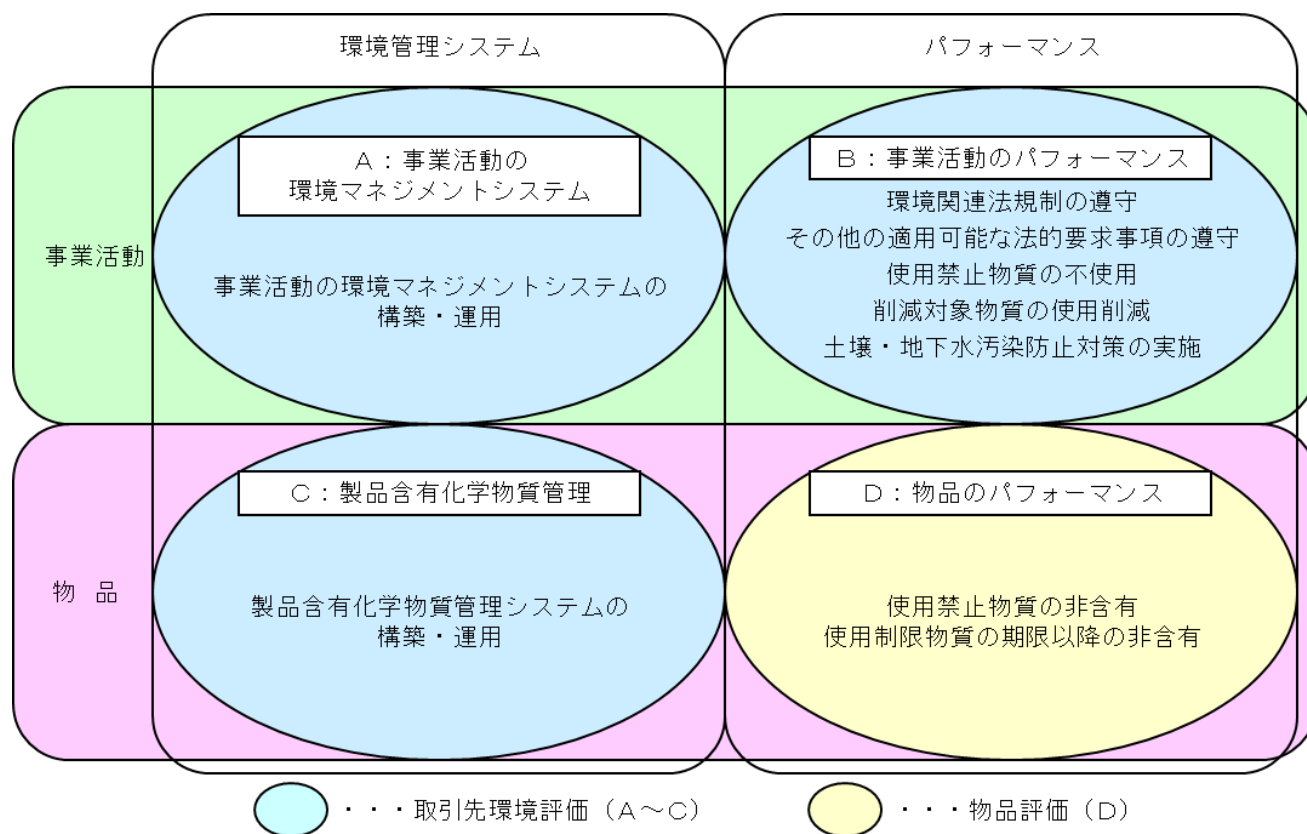 環境管理システム
パフォーマンス
事業活動
A：事業活動の
環境マネジメントシステム
事業活動の環境マネジメントシステムの
構築・運用
B：事業活動のパフォーマンス
環境関連法規制の遵守
その他の適用可能な法的要求事項の遵守
使用禁止物質の不使用
削減対象物質の使用削減
土壌・地下水汚染防止対策の実施
物 品
C：製品含有化学物質管理
製品含有化学物質管理システムの
構築・運用
D：物品のパフォーマンス
使用禁止物質の非含有
使用制限物質の期限以降の非含有
・・・取引先環境評価（A～C）
・・・物品評価（D）